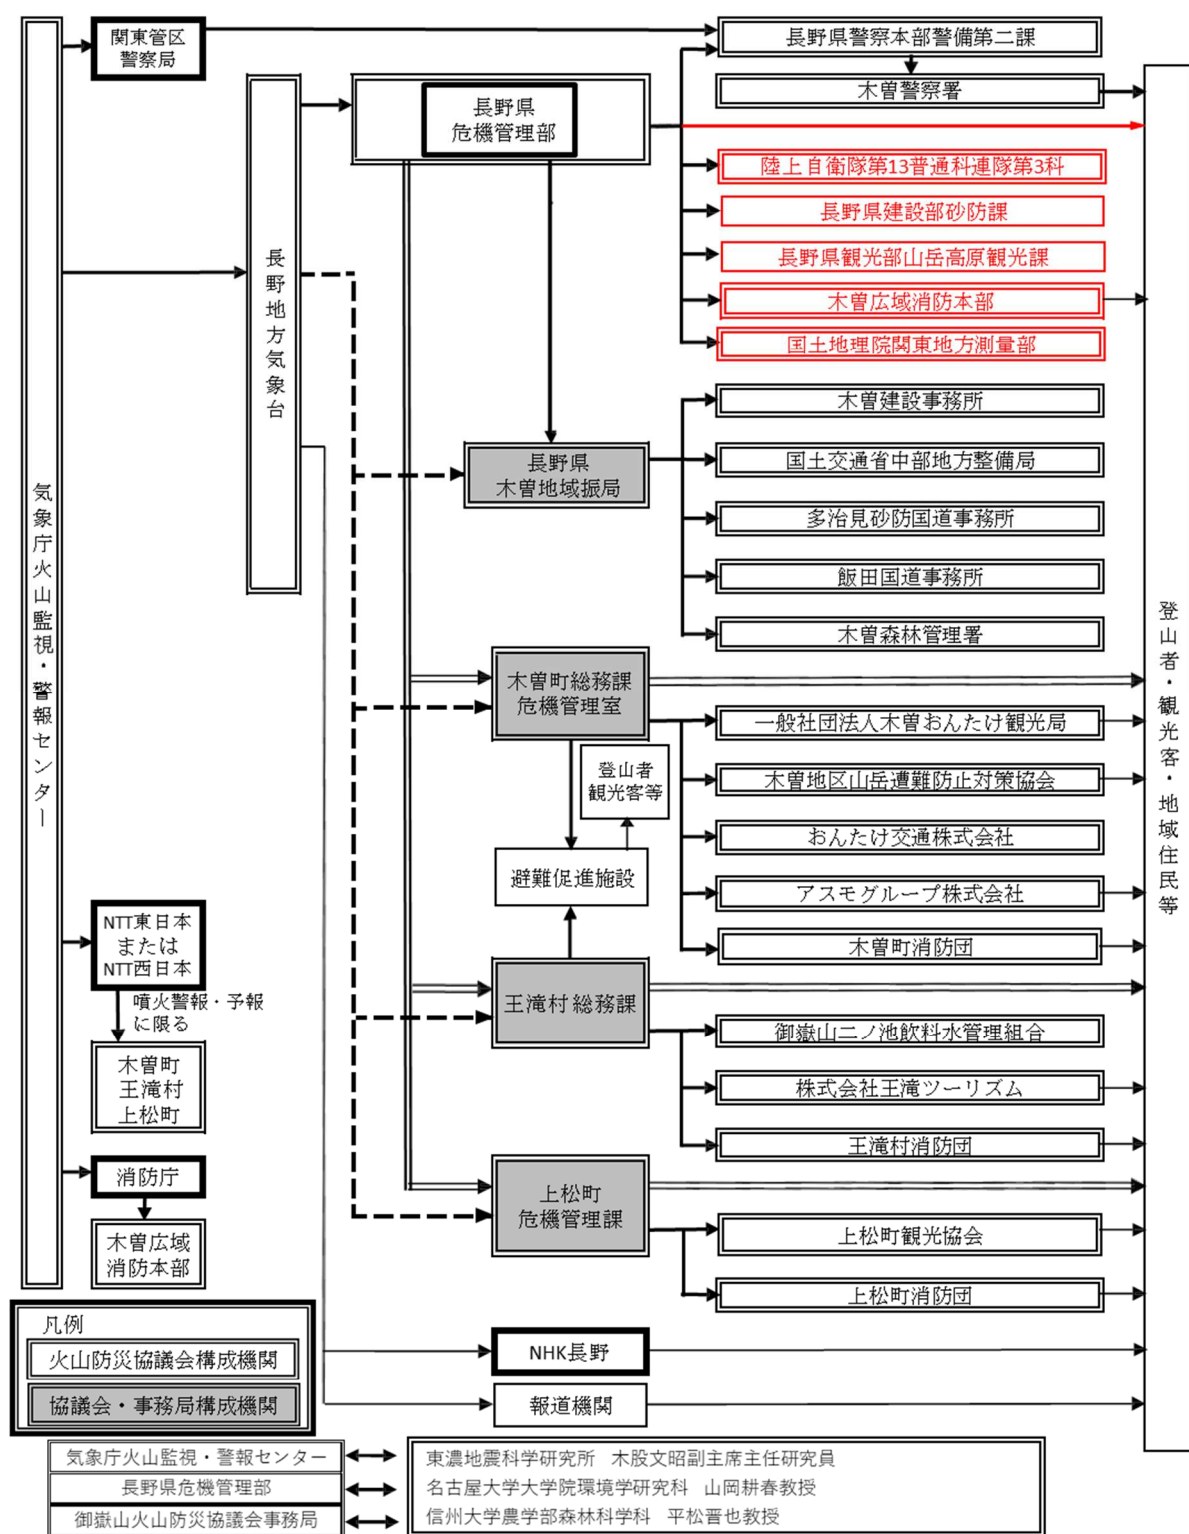 関東管区
警察局
長野県警察本部警備第二課
木曽警察署
長野県
危機管理部
陸上自衛隊第13普通科連隊第3科
長野県建設部砂防課
長野県観光部山岳高原観光課
木曽広域消防本部
国土地理院関東地方測量部
長野地方気象台
木曽建設事務所
長野県
木曽地域振局
国土交通省中部地方整備局
多治見砂防国道事務所
飯田国道事務所
木曽森林管理署
気象庁火山監視・警報センター
登山者・観光客・地域住民等
木曽町総務課
危機管理室
一般社団法人木曽おんたけ観光局
登山者
観光客等
木曽地区山岳遭難防止対策協会
おんたけ交通株式会社
避難促進施設
アスモグループ株式会社
木曽町消防団
NTT東日本
または
NTT西日本
噴火警報・予報
に限る
王滝村総務課
御嶽山二ノ池飲料水管理組合
木曽町
王滝村
上松町
株式会社王滝ツーリズム
王滝村消防団
消防庁
上松町
危機管理課
木曽広域
消防本部
上松町観光協会
上松町消防団
凡例
火山防災協議会構成機関
協議会・事務局構成機関
NHK長野
報道機関
気象庁火山監視・警報センター
長野県危機管理部
御嶽山火山防災協議会事務局
東濃地震科学研究所 木股文昭副主席主任研究員
名古屋大学大学院環境学研究科 山岡耕春教授
信州大学農学部森林科学科 平松晋也教授